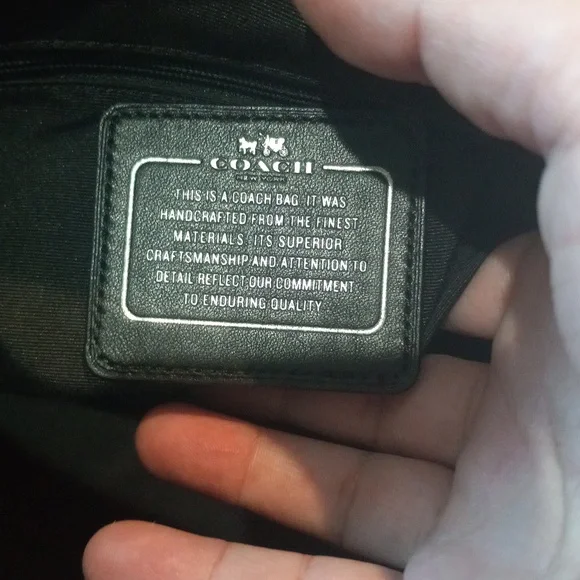 COACH
NEW YORK
THIS IS A COACH BAG. IT WAS
HANDCRAFTED FROM THE FINEST
MATERIALS. ITS SUPERIOR
CRAFTSMANSHIP AND ATTENTION TO
DETAIL REFLECT OUR COMMITMENT
TO ENDURING QUALITY